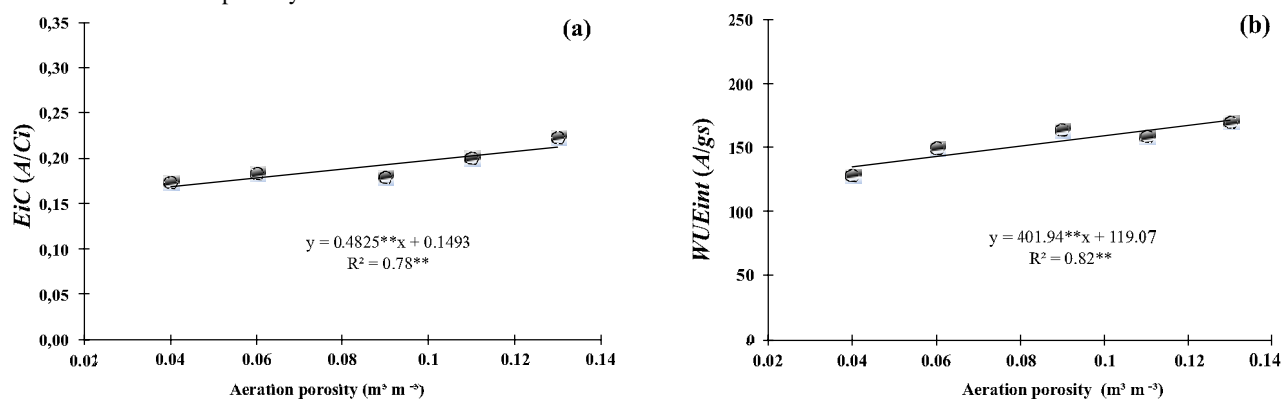 (a)
0,35
0,30
0,25
0,20
0,15
0,10
0,05
0,00
EiC (A/Ci)
y = 0.4825**x + 0.1493
R² = 0.78**
0.02 0.04 0.06 0.08 0.1 0.12 0.14
Aeration porosity (m³ m⁻³)
(b)
250
200
150
100
50
0
WUEint (A/gs)
y = 401.94**x + 119.07
R² = 0.82**
0.02 0.04 0.06 0.08 0.1 0.12 0.14
Aeration porosity (m³ m⁻³)